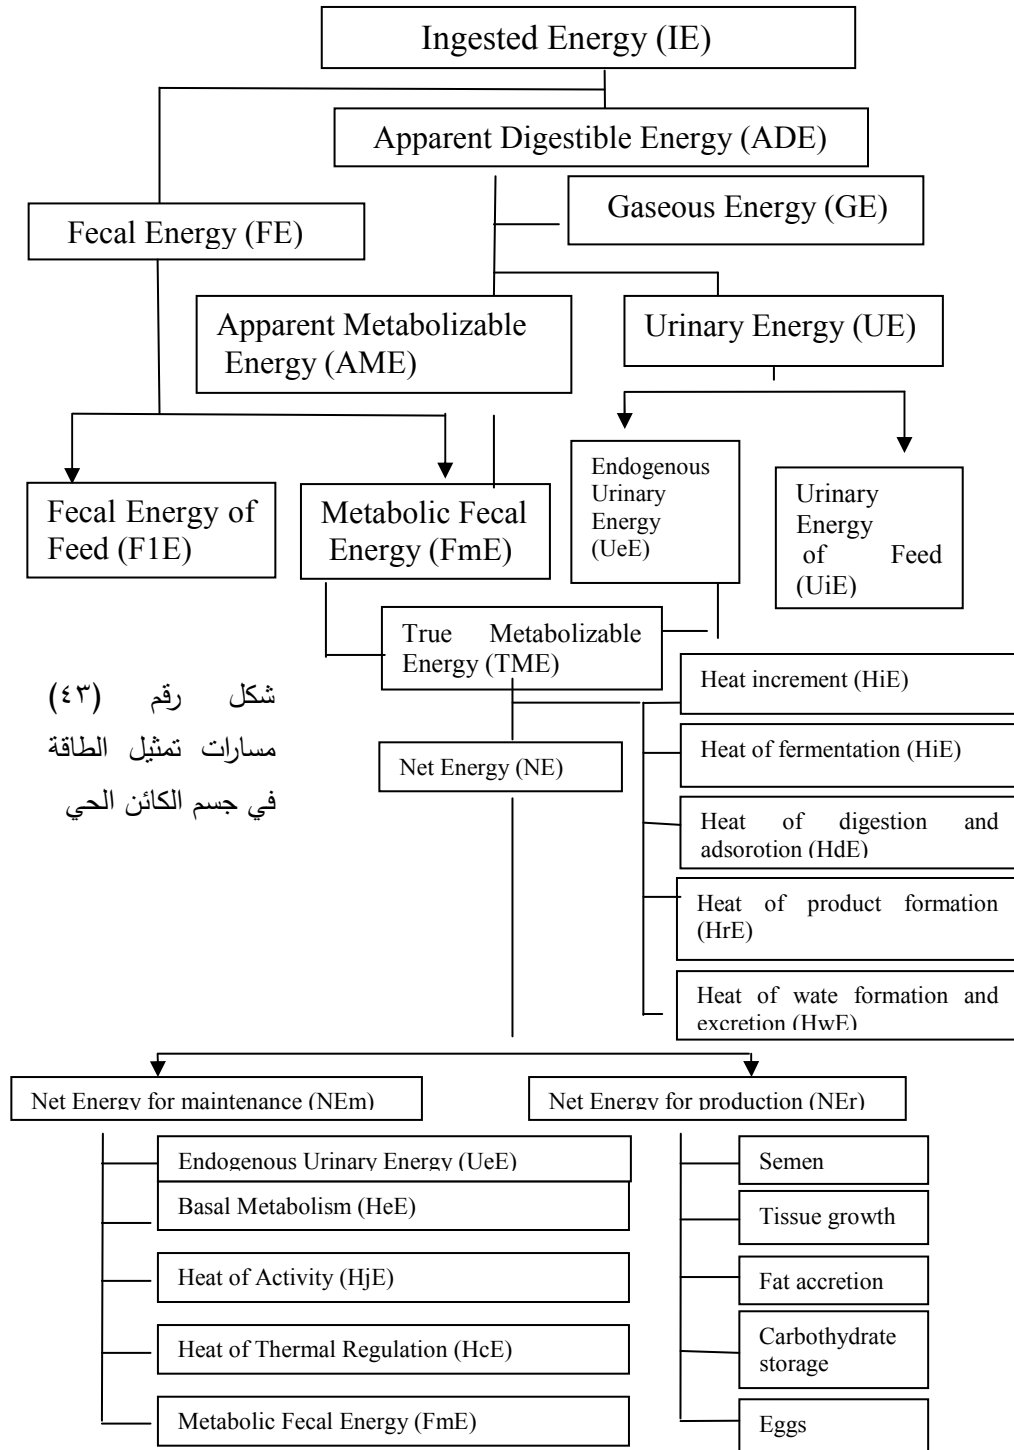 Ingested Energy (IE)
Apparent Digestible Energy (ADE)
Gaseous Energy (GE)
Fecal Energy (FE)
Apparent Metabolizable
Energy (AME)
Urinary Energy (UE)
Endogenous
Urinary
Energy
(UeE)
Urinary
Energy
of Feed
(UiE)
Fecal Energy of
Feed (F1E)
Metabolic Fecal
Energy (FmE)
True Metabolizable
Energy (TME)
شكل رقم (٤٣)
مسارات تمثيل الطاقة
في جسم الكائن الحي
Heat increment (HiE)
Net Energy (NE)
Heat of fermentation (HiE)
Heat of digestion and
adsorotion (HdE)
Heat of product formation
(HrE)
Heat of wate formation and
excretion (HwE)
Net Energy for maintenance (NEm)
Net Energy for production (NEr)
Endogenous Urinary Energy (UeE)
Basal Metabolism (HeE)
Heat of Activity (HjE)
Heat of Thermal Regulation (HcE)
Metabolic Fecal Energy (FmE)
Semen
Tissue growth
Fat accretion
Carbothydrate
storage
Eggs